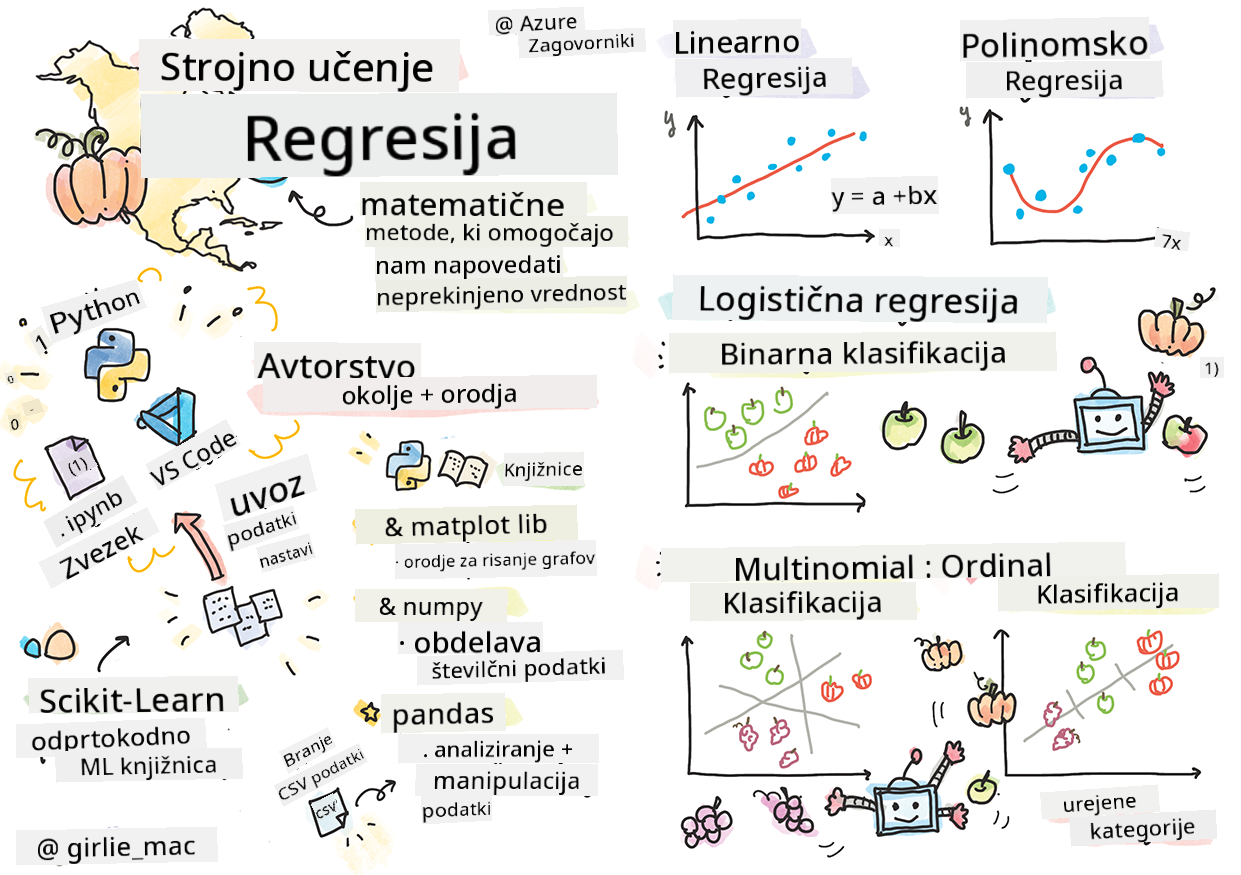 @ Azure
Zagovorniki
Strojno učenje
Regresija
matematične
metode, ki omogočajo
nam napovedati
neprekinjeno vrednost
1 Python
VS Code
(1)
.ipynb
Zvezek
Avtorstvo
okolje + orodja
Knjižnice
uvoz
podatki
nastavi
& matplot lib
· orodje za risanje grafov
& numpy
· obdelava
številčni podatki
pandas
. analiziranje +
manipulacija
podatki
Scikit-Learn
odprtokodno
ML knjižnica
Branje
CSV podatki
CSV
@ girlie_mac
Linearno
Regresija
y
y = a +bx
x
Polinomsko
Regresija
y
7x
Logistična regresija
Binarna klasifikacija
1)
Multinomial : Ordinal
Klasifikacija
Klasifikacija
urejene
kategorije